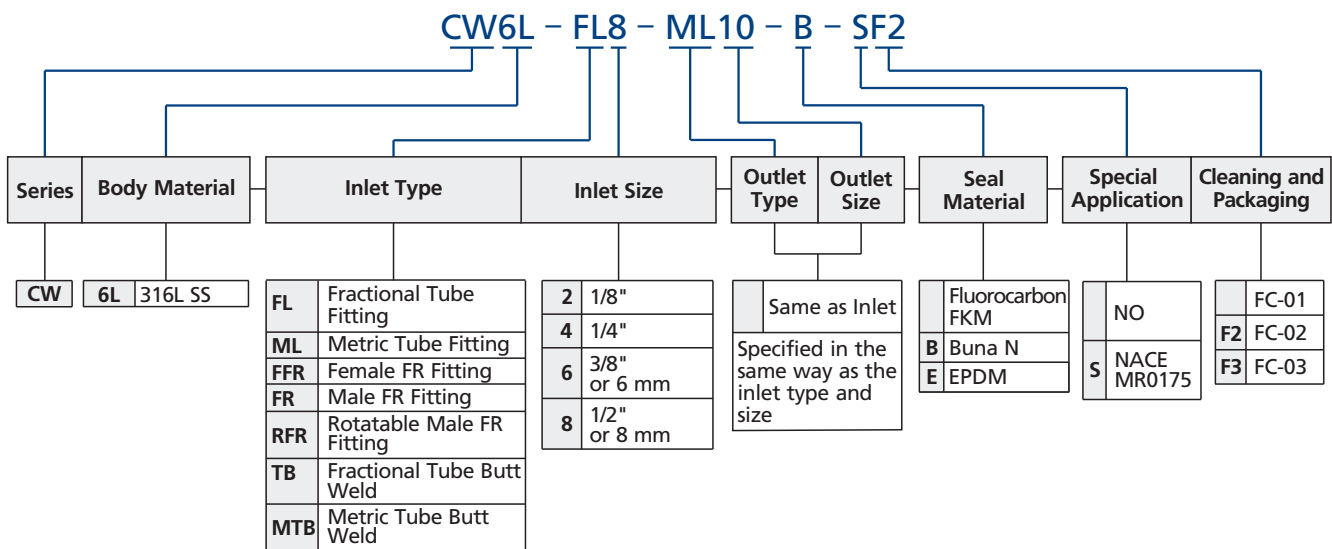 CW6L – FL8 – ML10 – B – SF2
Series
Body Material
Inlet Type
Inlet Size
Outlet
Type
Outlet
Size
Seal
Material
Special
Application
Cleaning and
Packaging
CW
6L 316L SS
FL Fractional Tube
Fitting
ML Metric Tube Fitting
FFR Female FR Fitting
FR Male FR Fitting
RFR Rotatable Male FR
Fitting
TB Fractional Tube Butt
Weld
MTB Metric Tube Butt
Weld
2 1/8"
4 1/4"
6 3/8"
or 6 mm
8 1/2"
or 8 mm
Same as Inlet
Specified in the
same way as the
inlet type and
size
Fluorocarbon
FKM
B Buna N
E EPDM
NO
S NACE
MR0175
FC-01
F2 FC-02
F3 FC-03